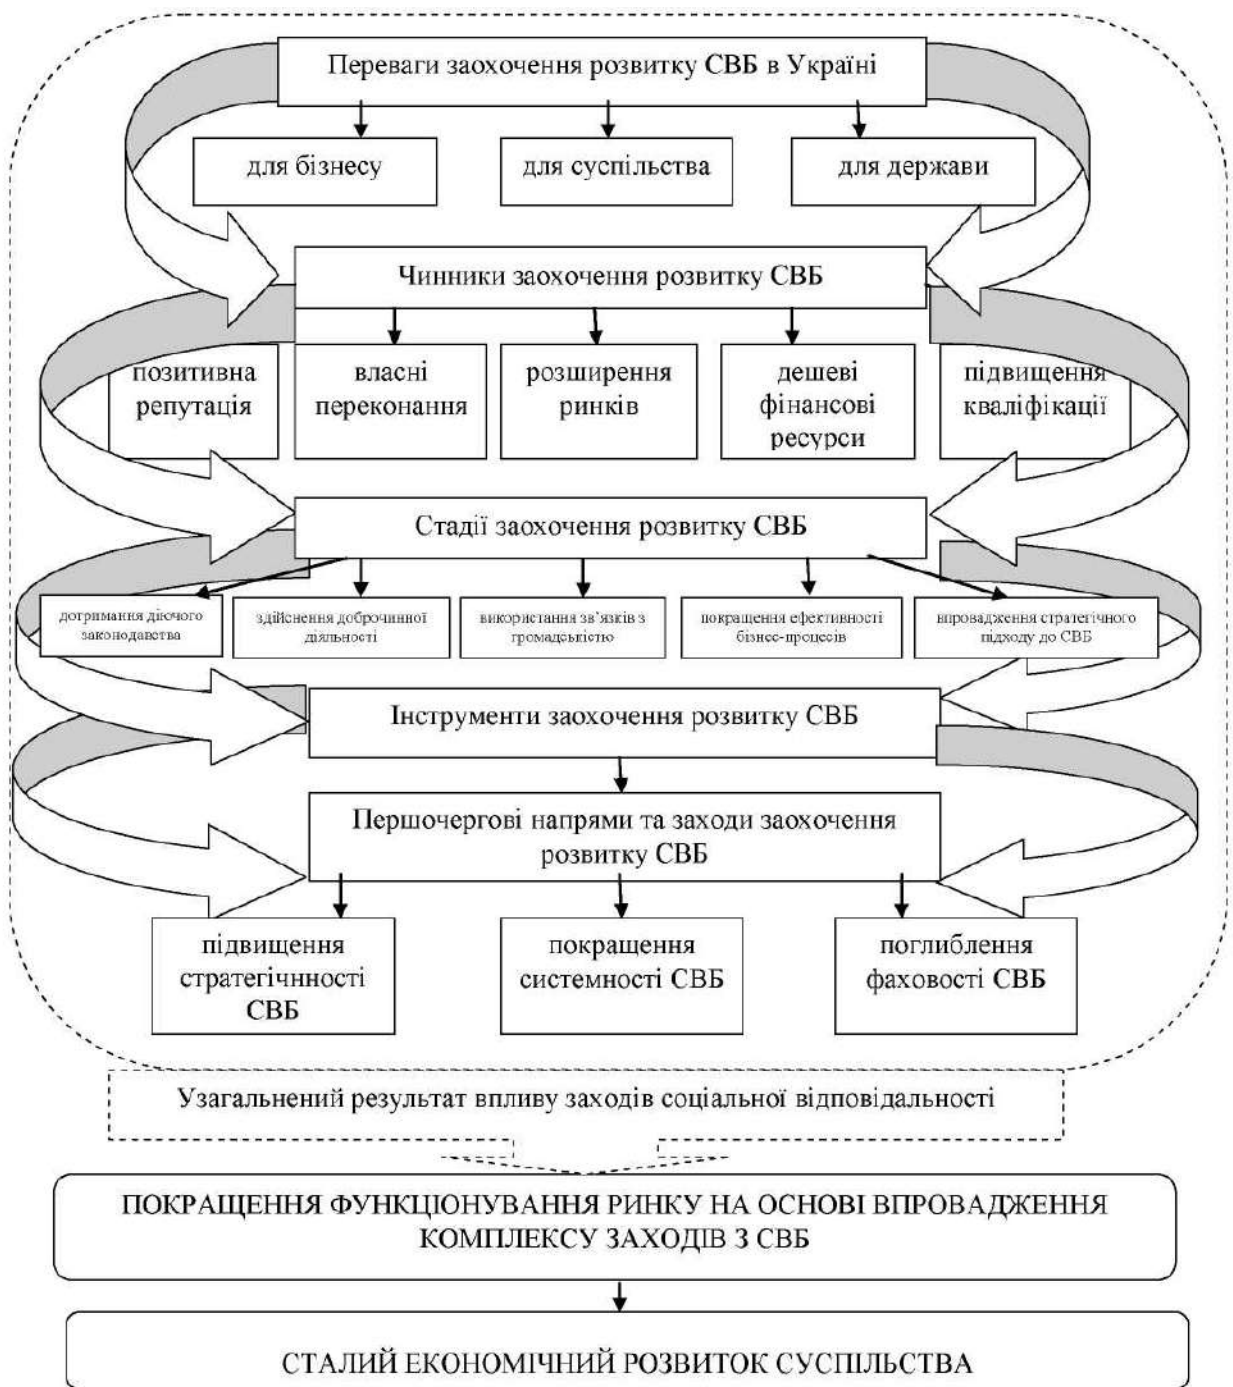 Переваги заохочення розвитку СВБ в Україні
для бізнесу
для суспільства
для держави
Чинники заохочення розвитку СВБ
позитивна
репутація
власні
переконання
розширення
ринків
дешеві
фінансові
ресурси
підвищення
кваліфікації
Стадії заохочення розвитку СВБ
дотримання діючого
законодавства
здійснення доброчинної
діяльності
використання зв’язків з
громадськістю
покращення ефективності
бізнес-процесів
впровадження стратегічного
підходу до СВБ
Інструменти заохочення розвитку СВБ
Першочергові напрями та заходи заохочення
розвитку СВБ
підвищення
стратегічнності
СВБ
покращення
системності СВБ
поглиблення
фаховості СВБ
Узагальнений результат впливу заходів соціальної відповідальності
ПОКРАЩЕННЯ ФУНКЦІОНУВАННЯ РИНКУ НА ОСНОВІ ВПРОВАДЖЕННЯ
КОМПЛЕКСУ ЗАХОДІВ З СВБ
СТАЛИЙ ЕКОНОМІЧНИЙ РОЗВИТОК СУСПІЛЬСТВА